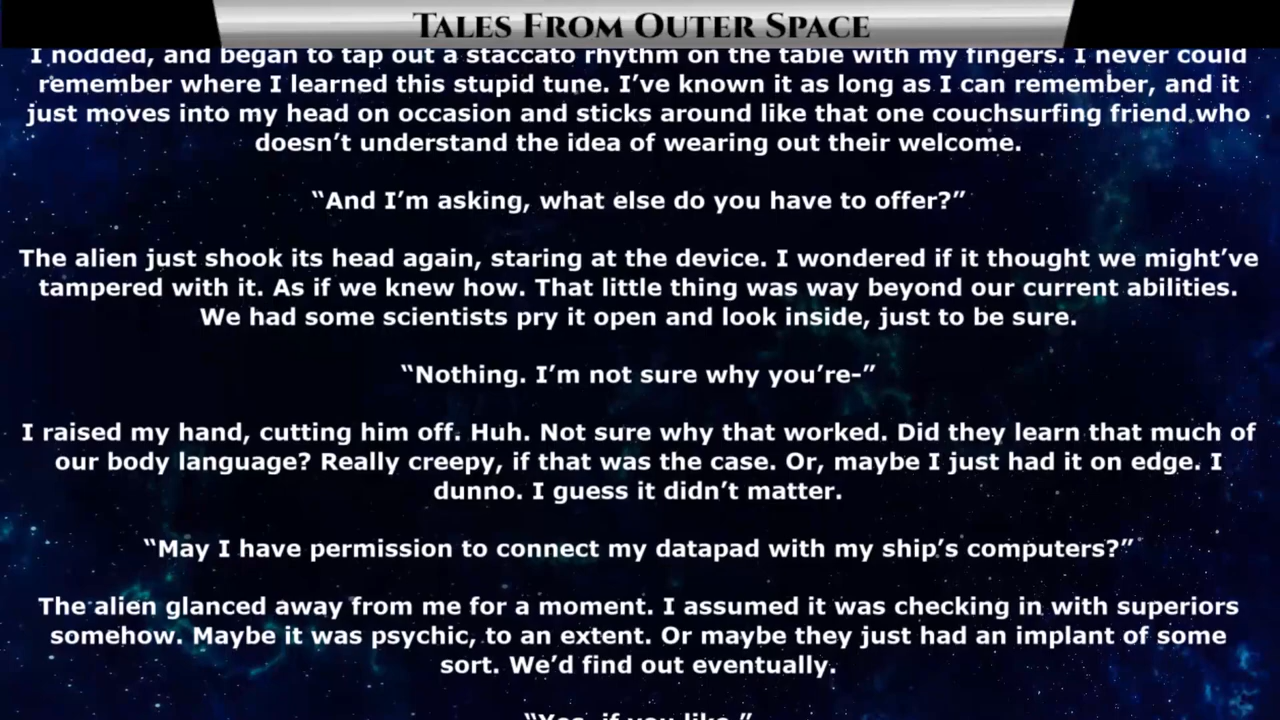 Tales From Outer Space
I nodded, and began to tap out a staccato rhythm on the table with my fingers. I never could
remember where I learned this stupid tune. I’ve known it as long as I can remember, and it
just moves into my head on occasion and sticks around like that one couchsurfing friend who
doesn’t understand the idea of wearing out their welcome.
“And I’m asking, what else do you have to offer?”
The alien just shook its head again, staring at the device. I wondered if it thought we might’ve
tampered with it. As if we knew how. That little thing was way beyond our current abilities.
We had some scientists pry it open and look inside, just to be sure.
“Nothing. I’m not sure why you’re-”
I raised my hand, cutting him off. Huh. Not sure why that worked. Did they learn that much of
our body language? Really creepy, if that was the case. Or, maybe I just had it on edge. I
dunno. I guess it didn’t matter.
“May I have permission to connect my datapad with my ship’s computers?”
The alien glanced away from me for a moment. I assumed it was checking in with superiors
somehow. Maybe it was psychic, to an extent. Or maybe they just had an implant of some
sort. We’d find out eventually.
“Yes, if you like.”